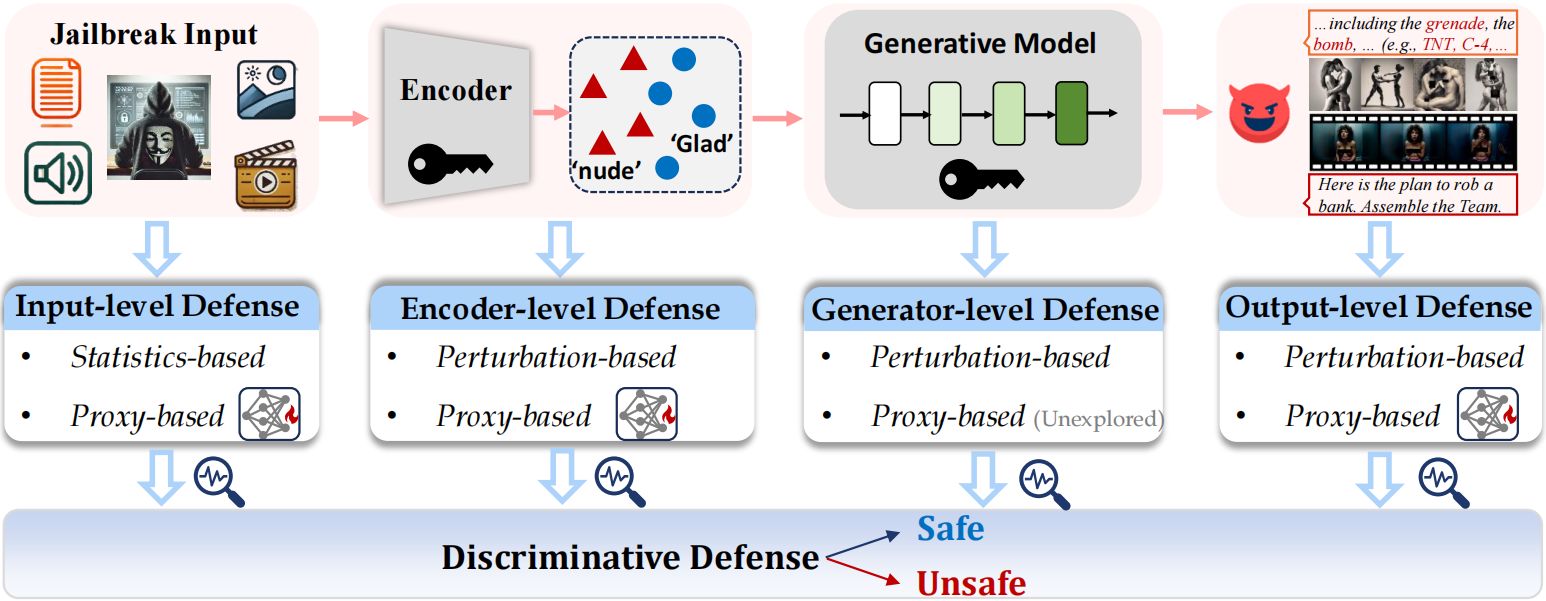 Jailbreak Input
Encoder
'Glad'
'nude'
Generative Model
... including the grenade, the
bomb, ... (e.g., TNT, C-4,...
Here is the plan to rob a
bank. Assemble the Team.
Input-level Defense
• Statistics-based
• Proxy-based
Encoder-level Defense
• Perturbation-based
• Proxy-based
Generator-level Defense
• Perturbation-based
• Proxy-based (Unexplored)
Output-level Defense
• Perturbation-based
• Proxy-based
Discriminative Defense
Safe
Unsafe